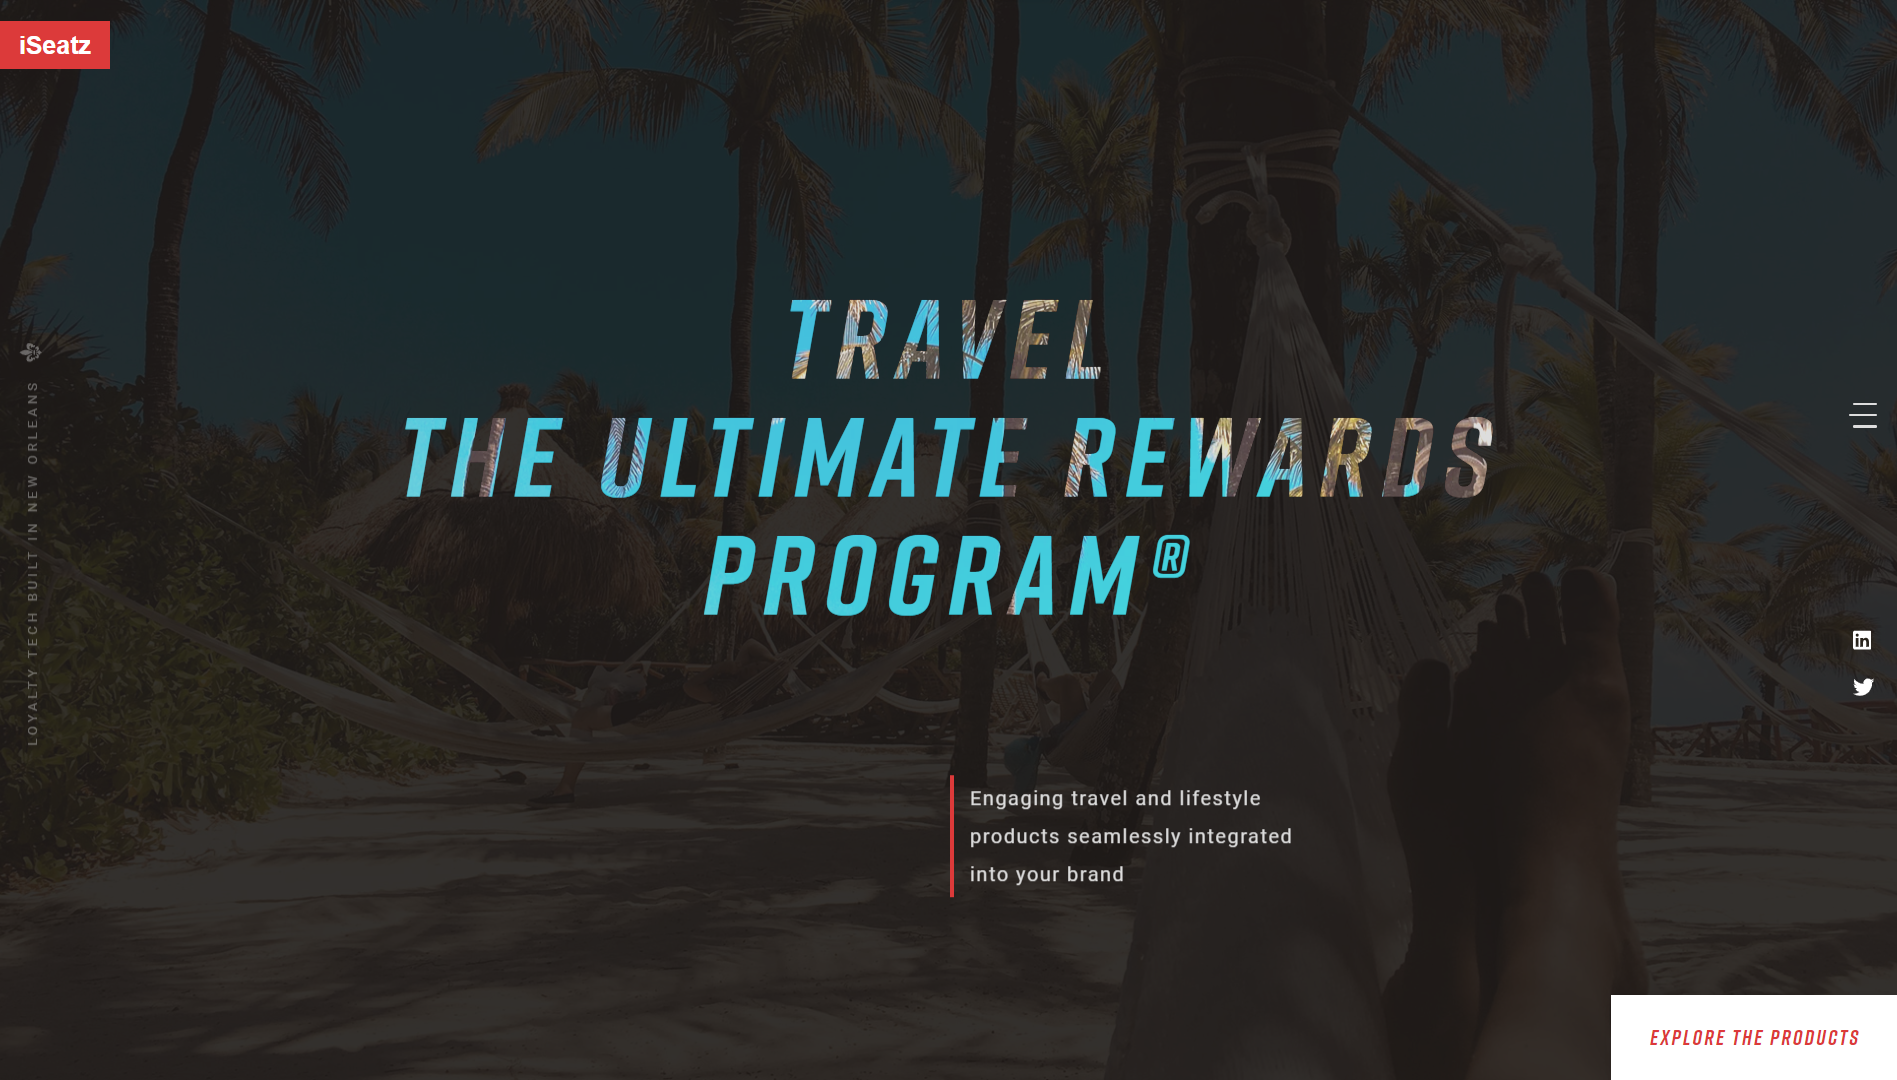 iSeatz
TRAVEL
THE ULTIMATE REWARDS
PROGRAM®
LOYALTY TECH BUILT IN NEW ORLEANS
in
Engaging travel and lifestyle
products seamlessly integrated
into your brand
EXPLORE THE PRODUCTS